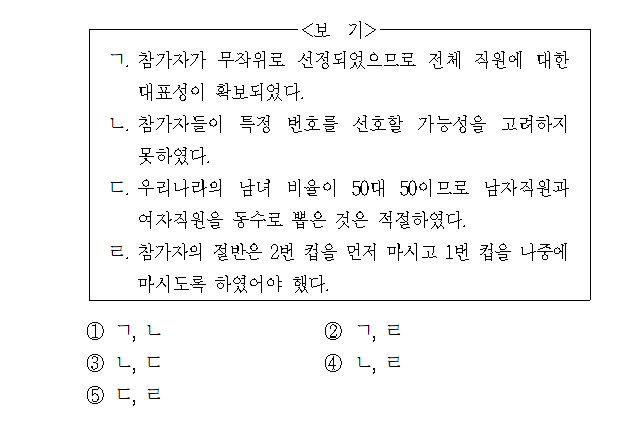 <보 기>
ㄱ. 참가자가 무작위로 선정되었으므로 전체 직원에 대한
대표성이 확보되었다.
ㄴ. 참가자들이 특정 번호를 선호할 가능성을 고려하지
못하였다.
ㄷ. 우리나라의 남녀 비율이 50대 50이므로 남자직원과
여자직원을 동수로 뽑은 것은 적절하였다.
ㄹ. 참가자의 절반은 2번 컵을 먼저 마시고 1번 컵을 나중에
마시도록 하였어야 했다.
① ㄱ, ㄴ ② ㄱ, ㄹ
③ ㄴ, ㄷ ④ ㄴ, ㄹ
⑤ ㄷ, ㄹ